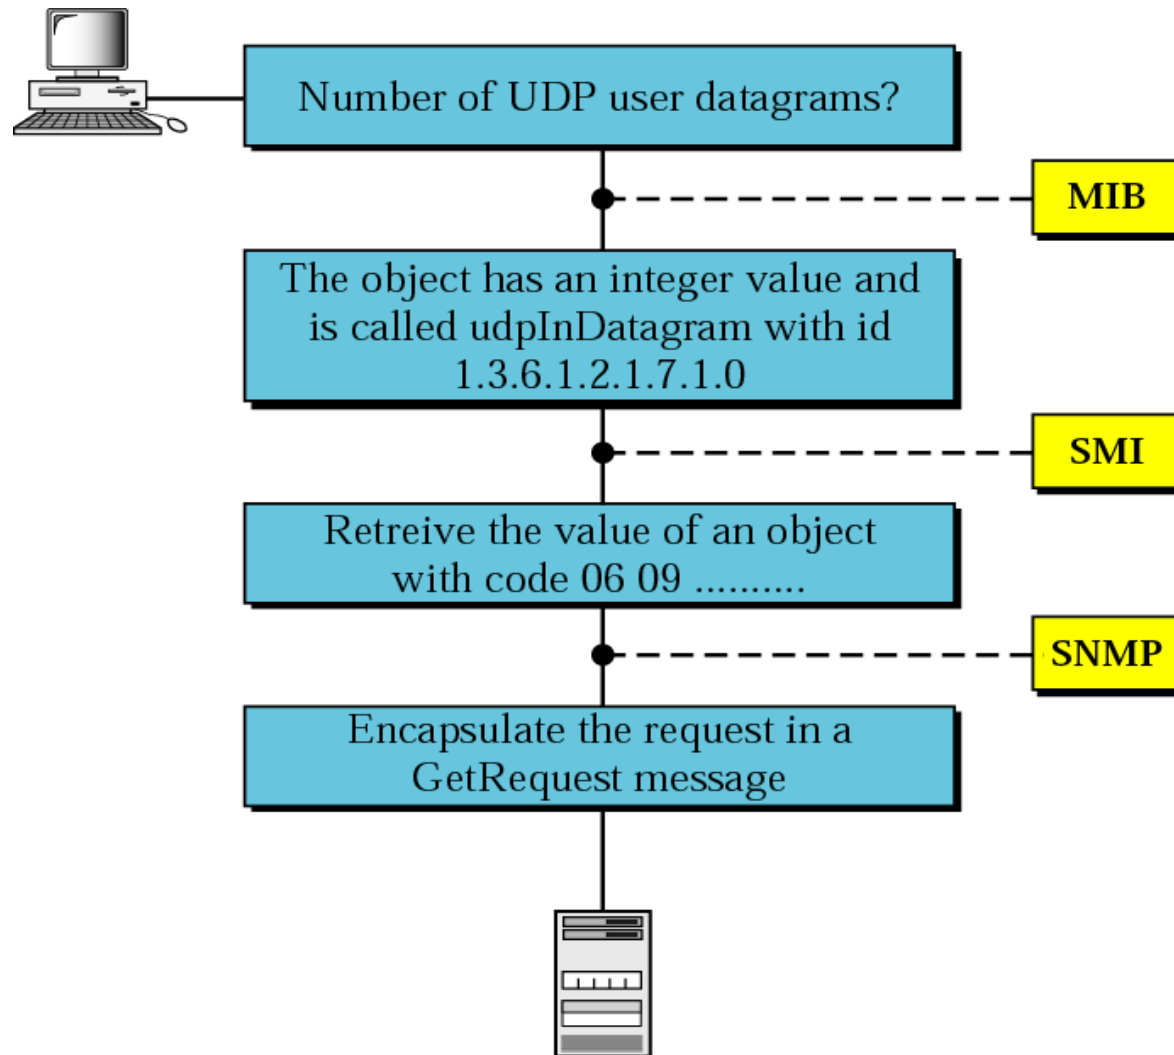 Number of UDP user datagrams?
MIB
The object has an integer value and
is called udpInDatagram with id
1.3.6.1.2.1.7.1.0
SMI
Retreive the value of an object
with code 06 09 ..........
SNMP
Encapsulate the request in a
GetRequest message